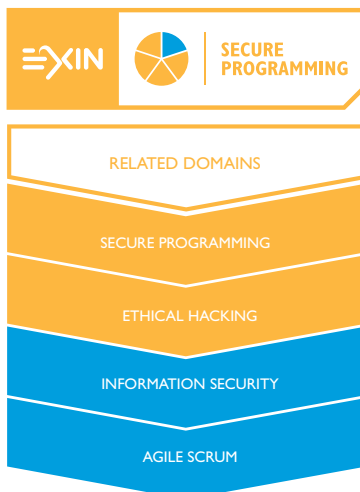 EXIN
SECURE
PROGRAMMING
RELATED DOMAINS
SECURE PROGRAMMING
ETHICAL HACKING
INFORMATION SECURITY
AGILE SCRUM